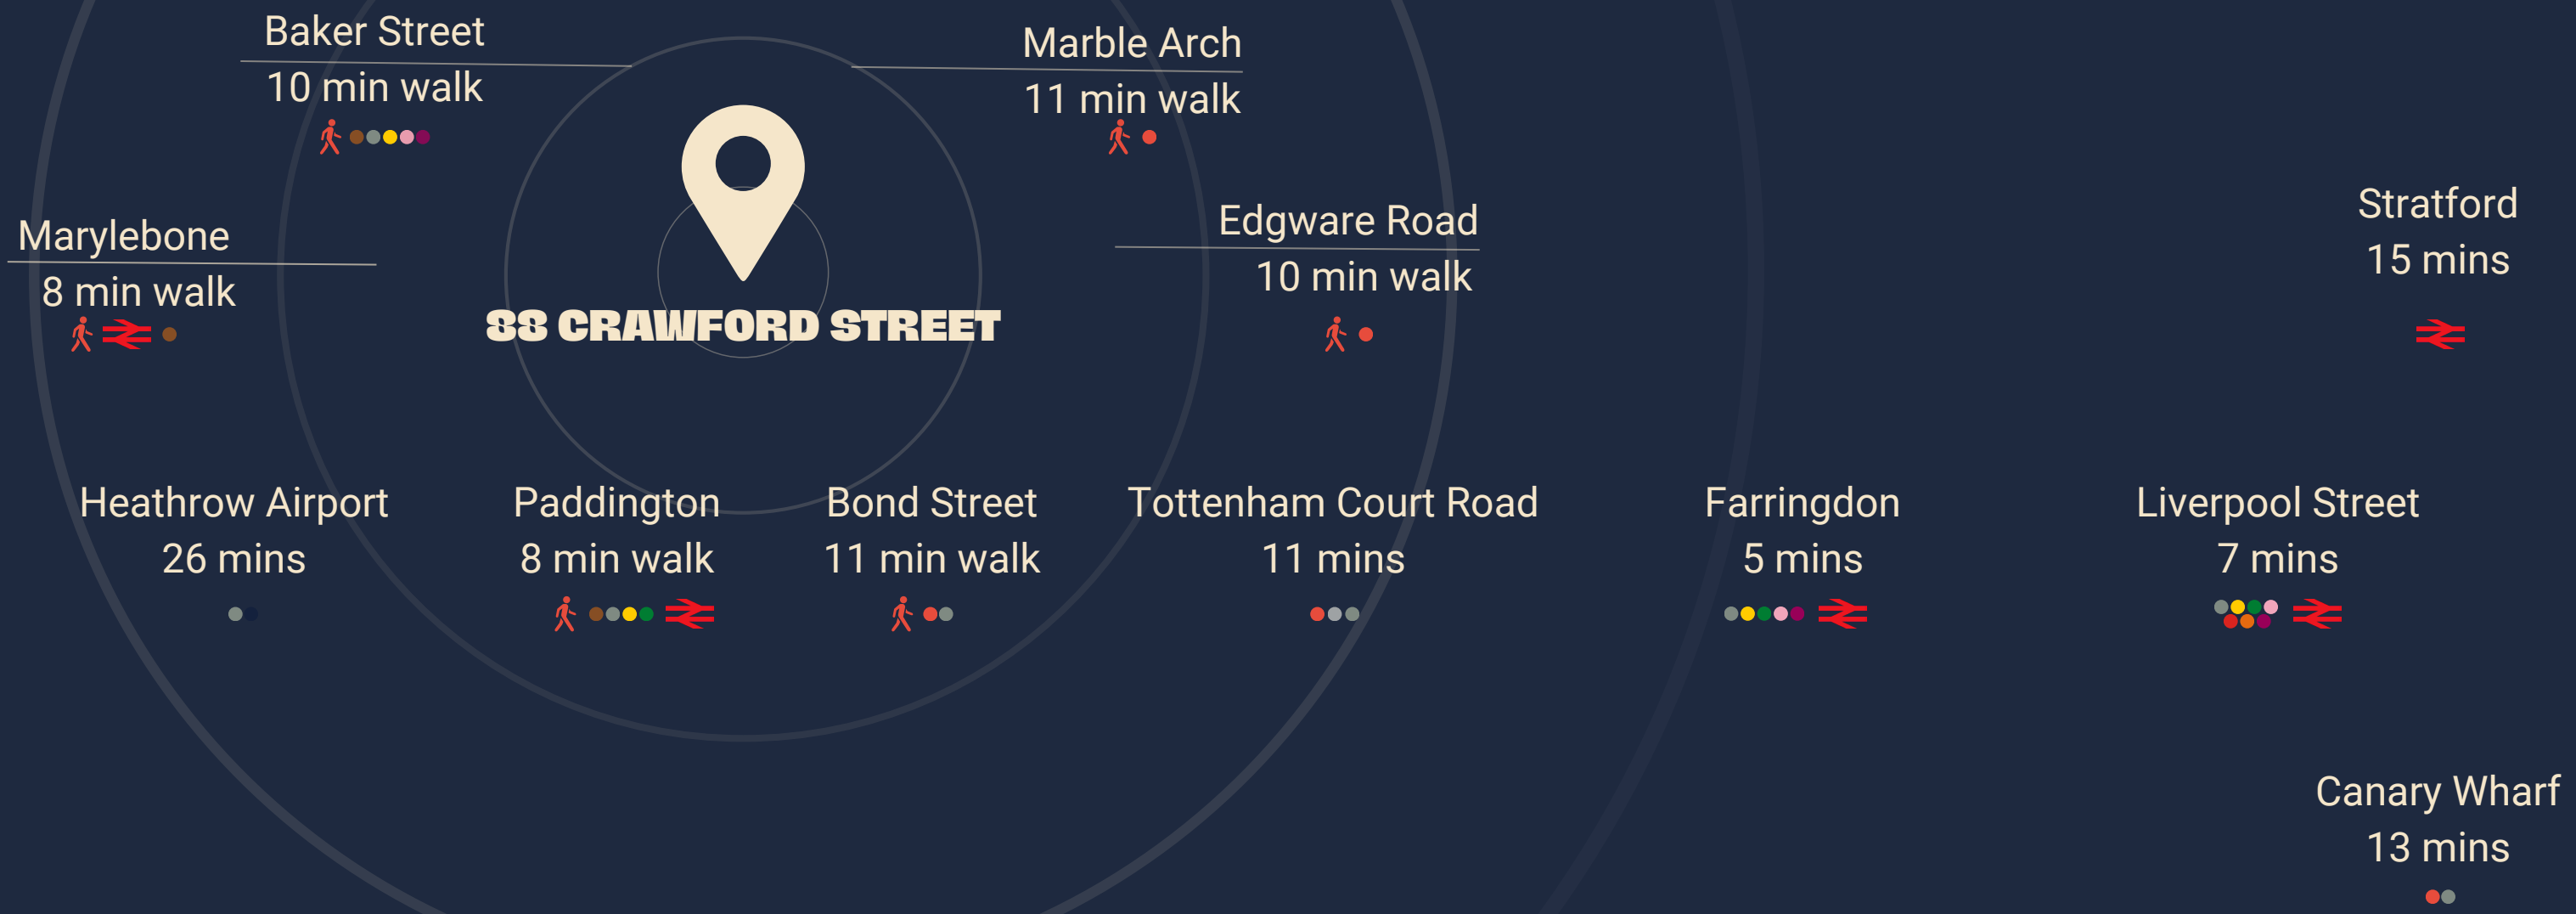 Baker Street
10 min walk
Marble Arch
11 min walk
Marylebone
8 min walk
88 CRAWFORD STREET
Edgware Road
10 min walk
Stratford
15 mins
Heathrow Airport
26 mins
Paddington
8 min walk
Bond Street
11 min walk
Tottenham Court Road
11 mins
Farringdon
5 mins
Liverpool Street
7 mins
Canary Wharf
13 mins